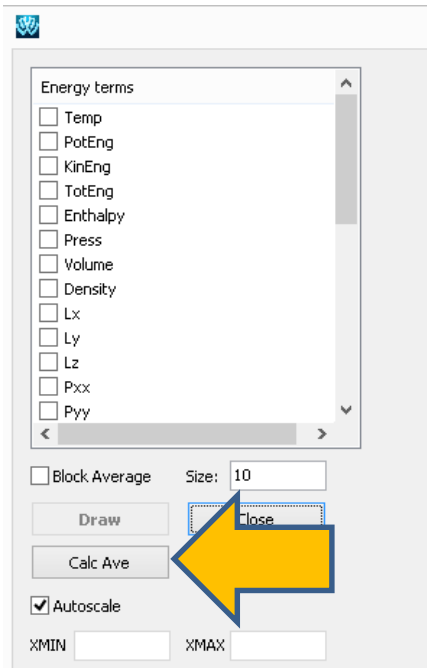 Energy terms
Temp
PotEng
KinEng
TotEng
Enthalpy
Press
Volume
Density
Lx
Ly
Lz
Pxx
Pyy
Block Average Size: 10
Draw Close
Calc Ave
Autoscale
XMIN XMAX